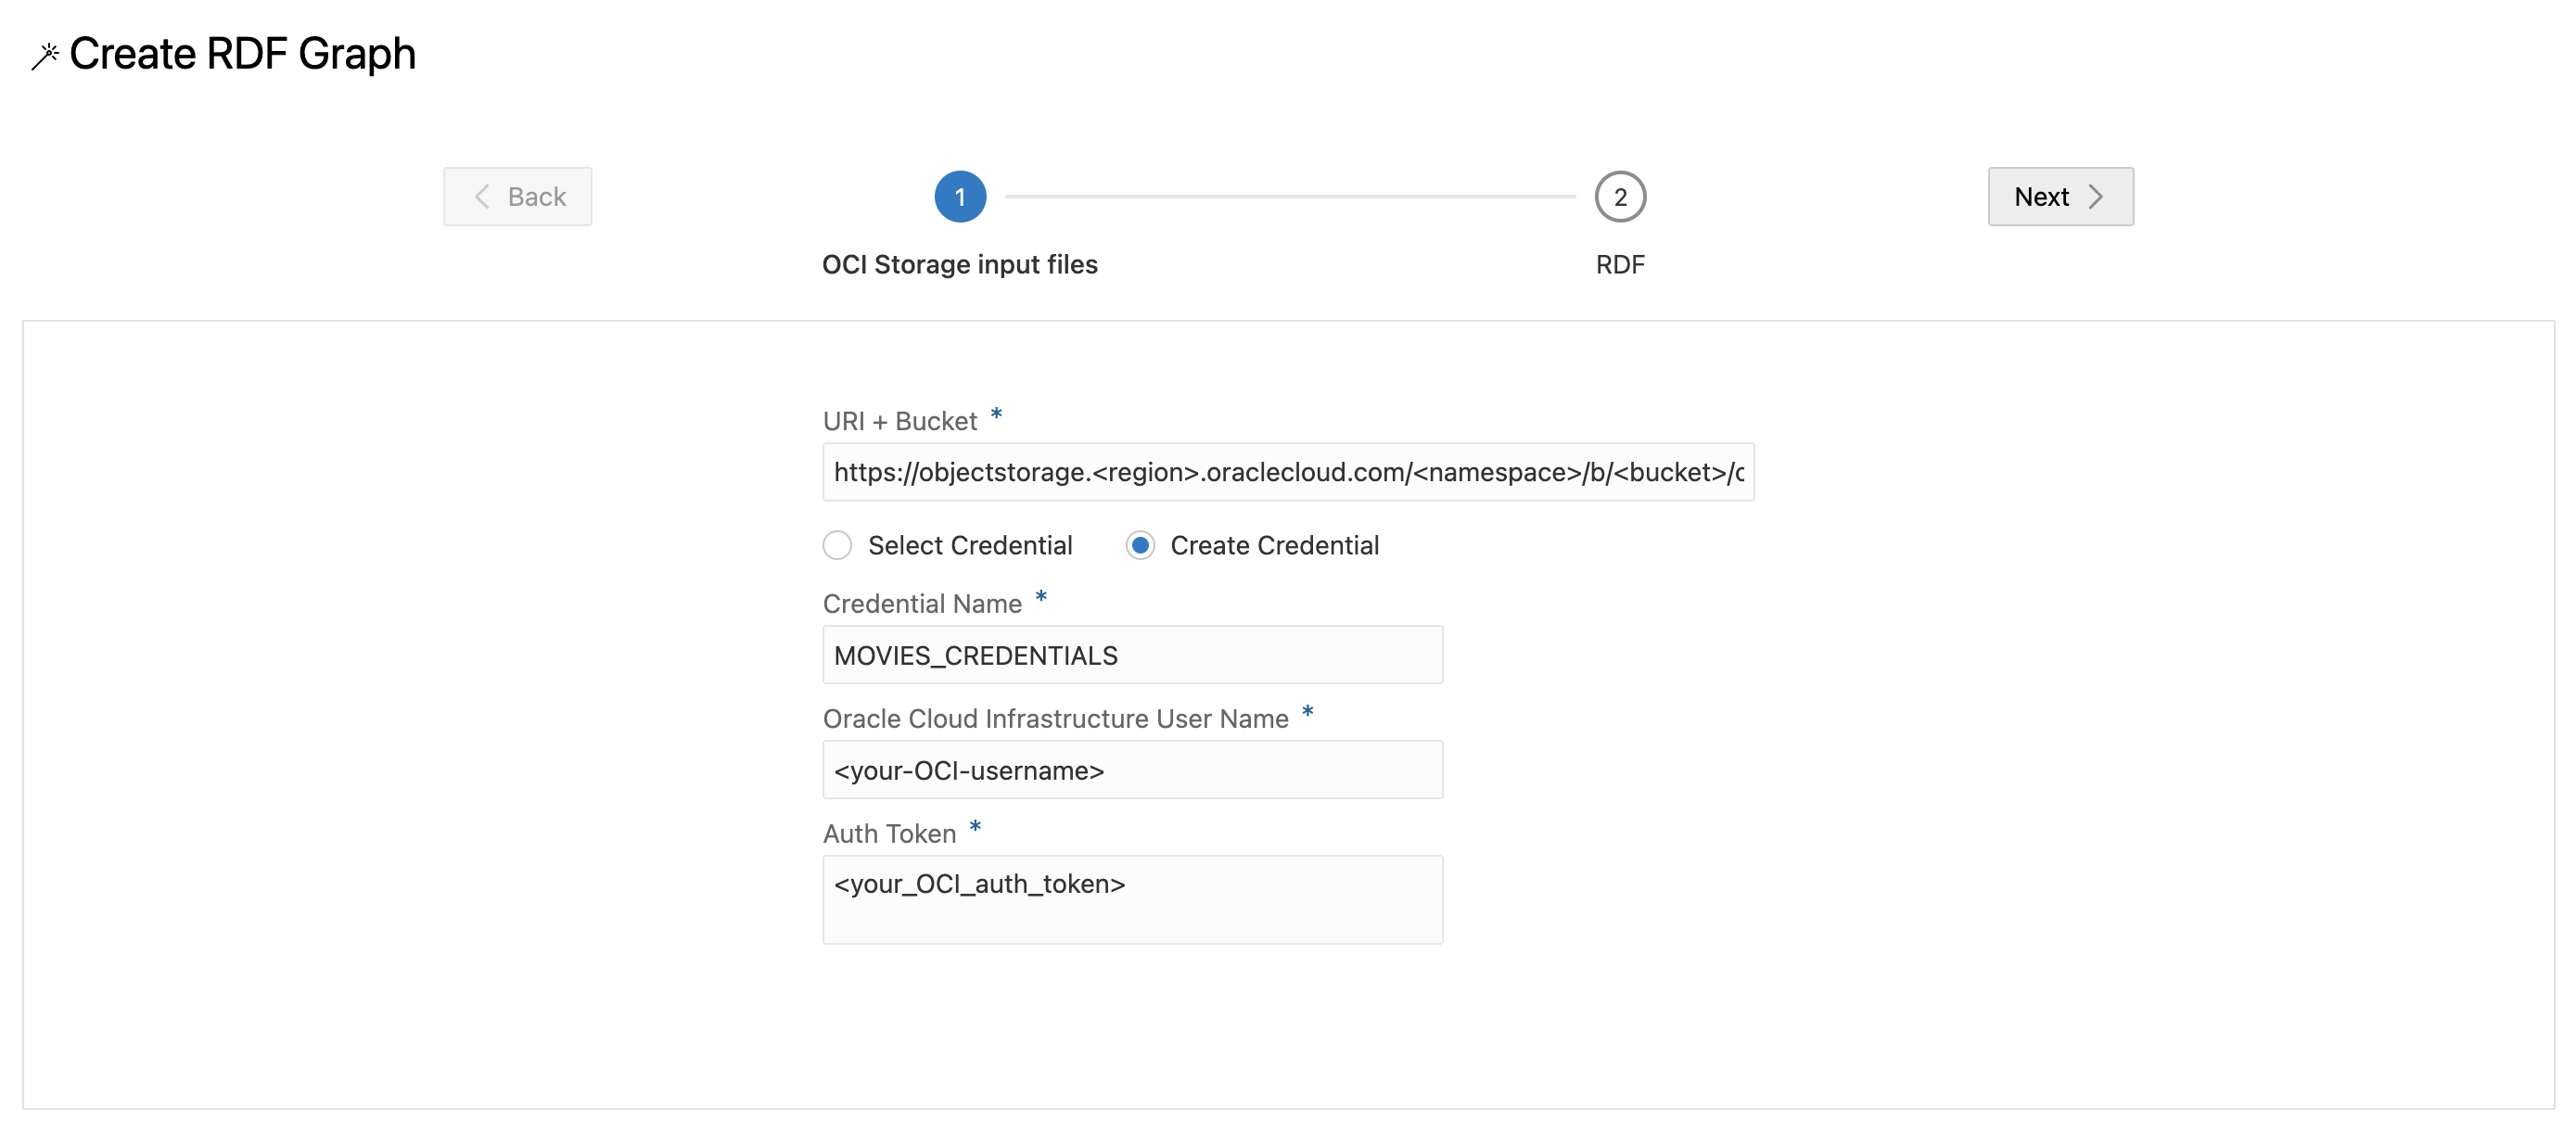 Create RDF Graph
Back
1
2
Next
OCI Storage input files
RDF
URI + Bucket *
https://objectstorage.<region>.oraclecloud.com/<namespace>/b/<bucket>/
Select Credential
Create Credential
Credential Name *
MOVIES_CREDENTIALS
Oracle Cloud Infrastructure User Name *
<your-OCI-username>
Auth Token *
<your_OCI_auth_token>